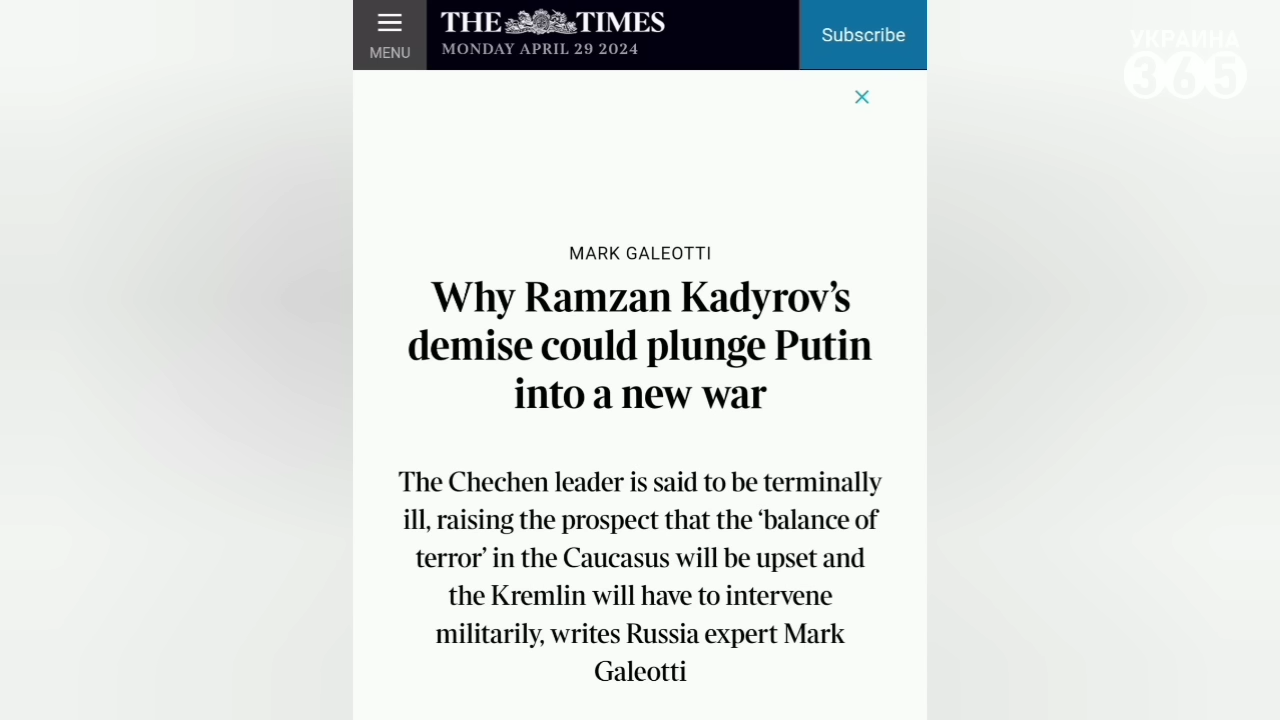 THE TIMES
MENU
MONDAY APRIL 29 2024
Subscribe
УКРАИНА
365
MARK GALEOTTI
Why Ramzan Kadyrov’s
demise could plunge Putin
into a new war
The Chechen leader is said to be terminally
ill, raising the prospect that the ‘balance of
terror’ in the Caucasus will be upset and
the Kremlin will have to intervene
militarily, writes Russia expert Mark
Galeotti